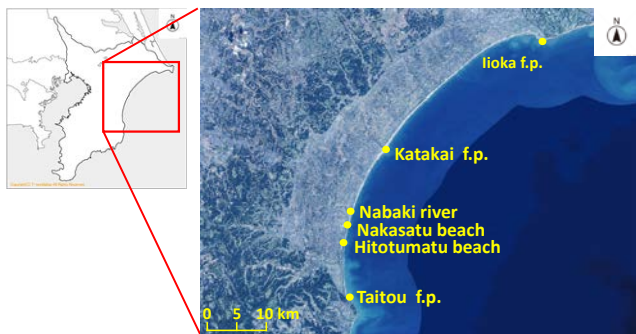 N
N
Iioka f.p.
Katakai f.p.
Nabaki river
Nakasatu beach
Hitotumatu beach
Taitou f.p.
0 5 10 km